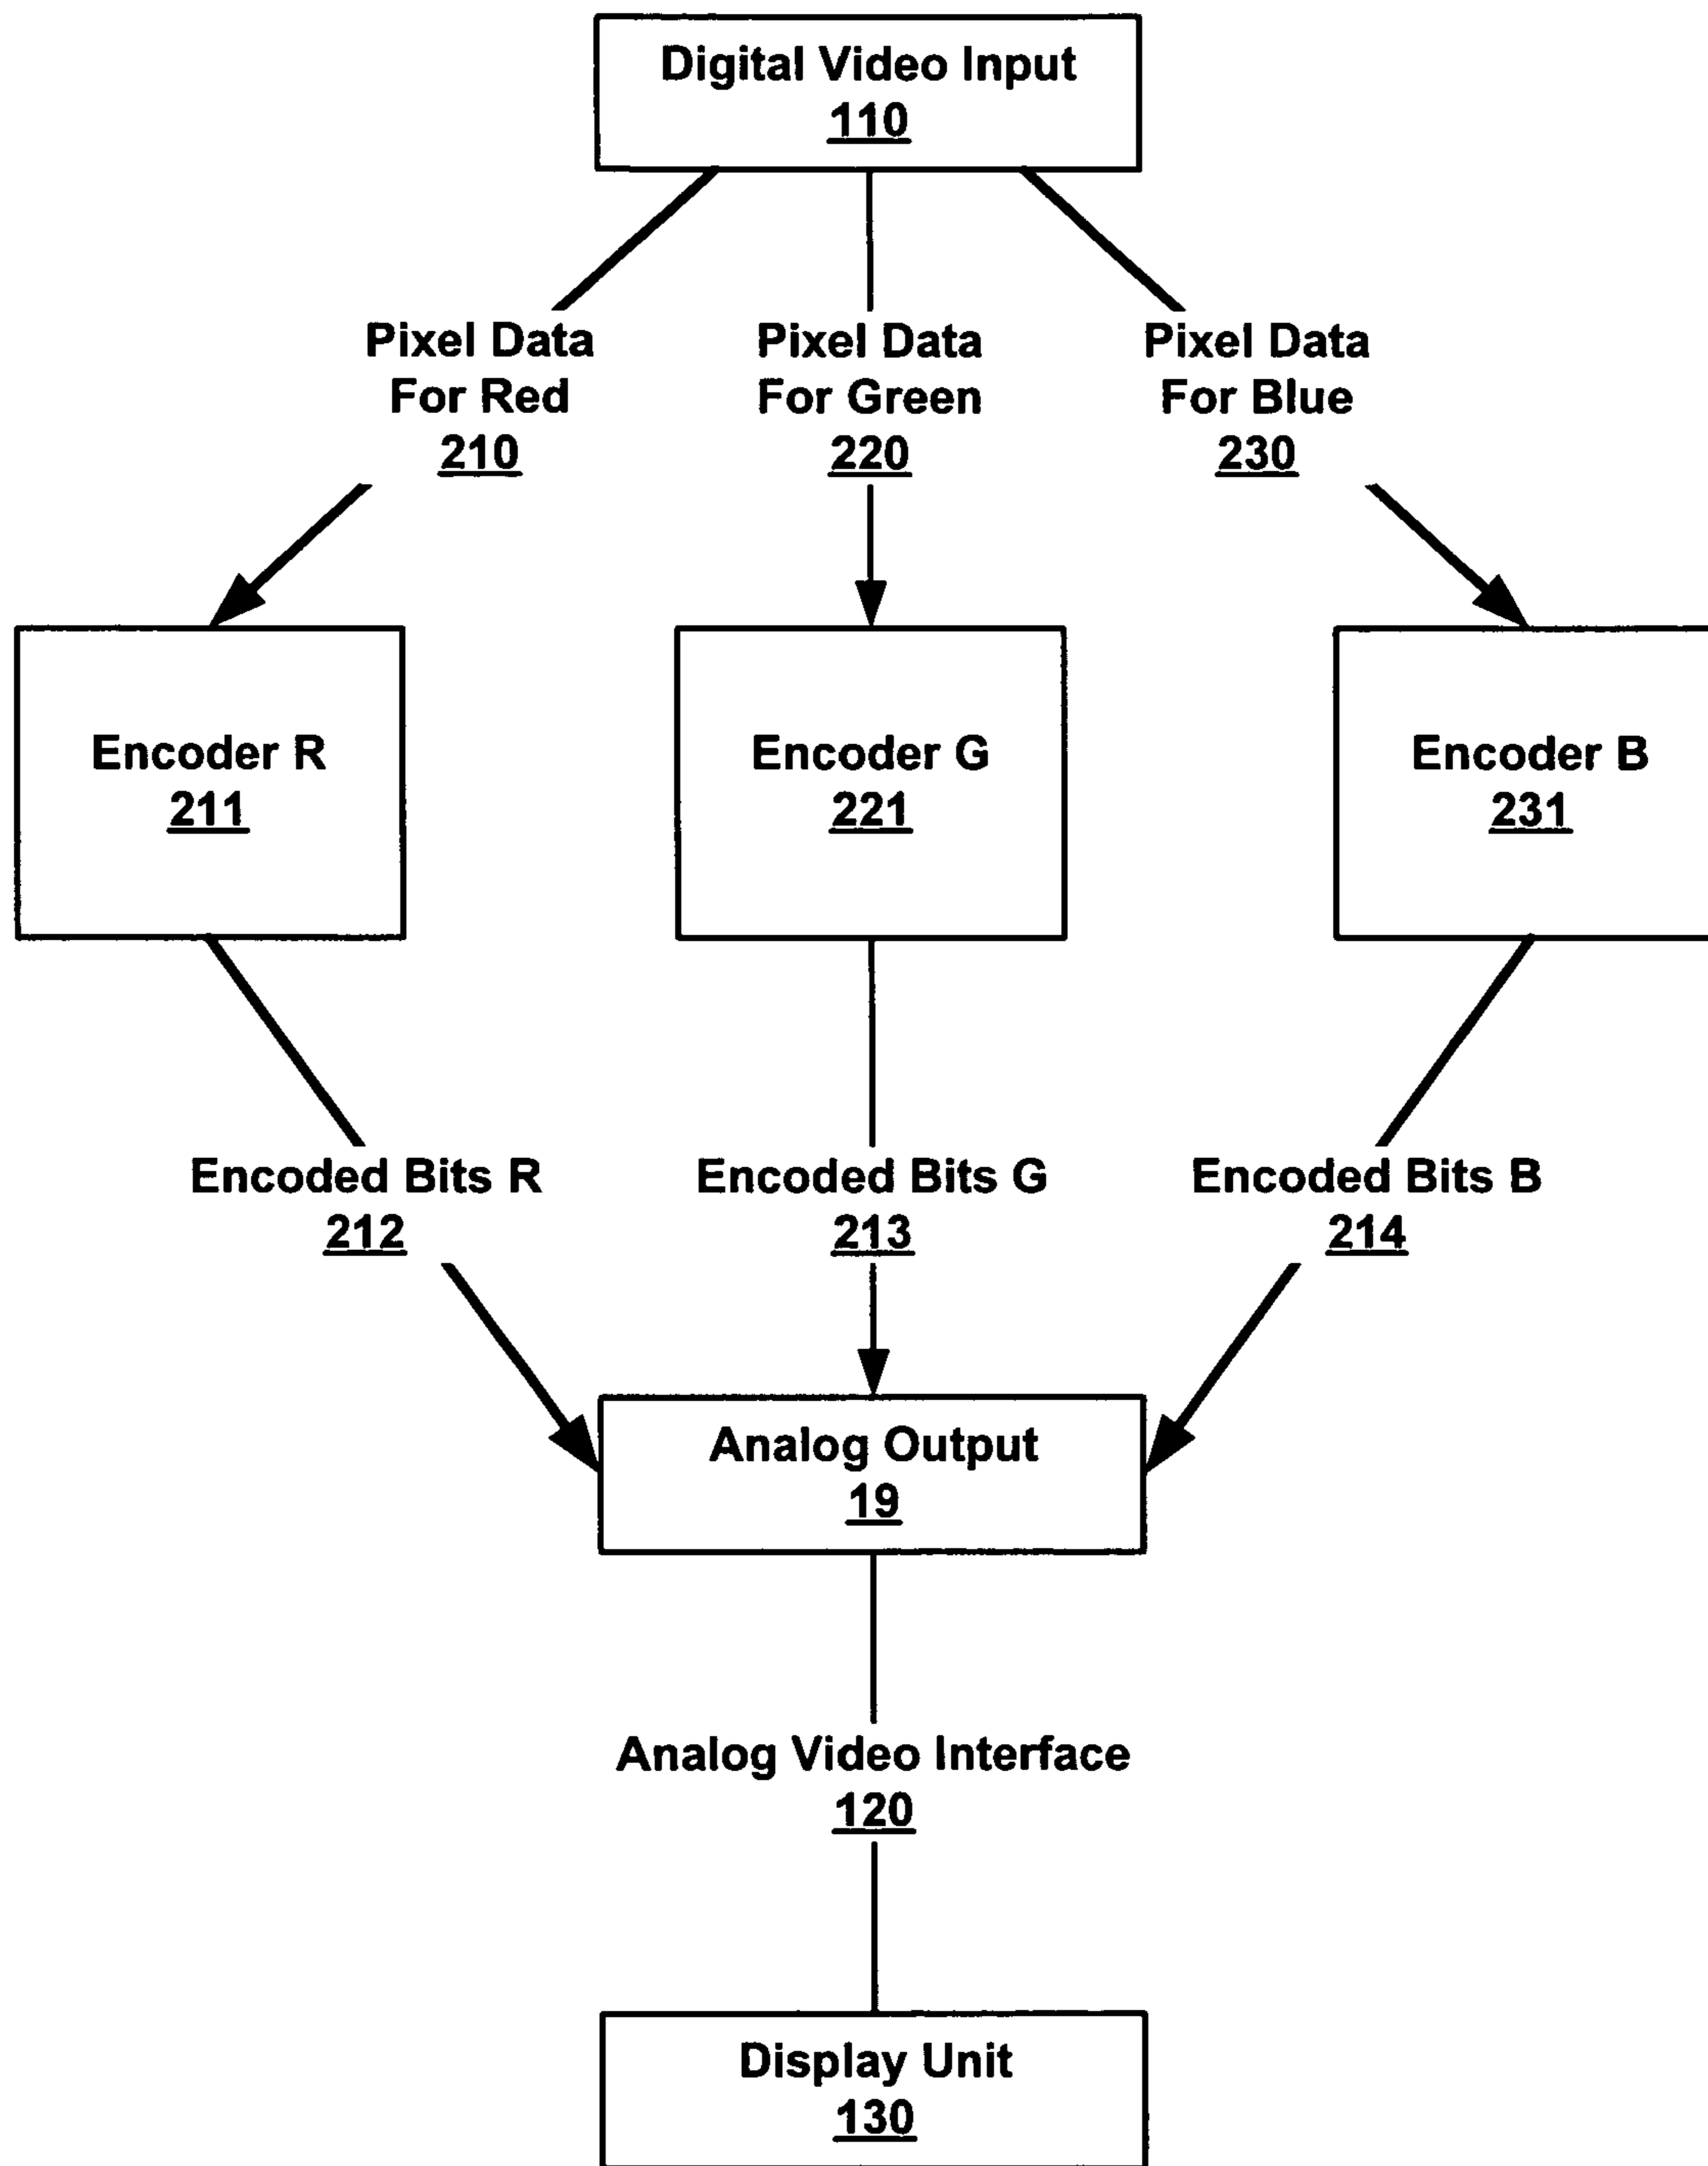 Digital Video Input
110
Pixel Data
For Red
210
Pixel Data
For Green
220
Pixel Data
For Blue
230
Encoder R
211
Encoder G
221
Encoder B
231
Encoded Bits R
212
Encoded Bits G
213
Encoded Bits B
214
Analog Output
19
Analog Video Interface
120
Display Unit
130